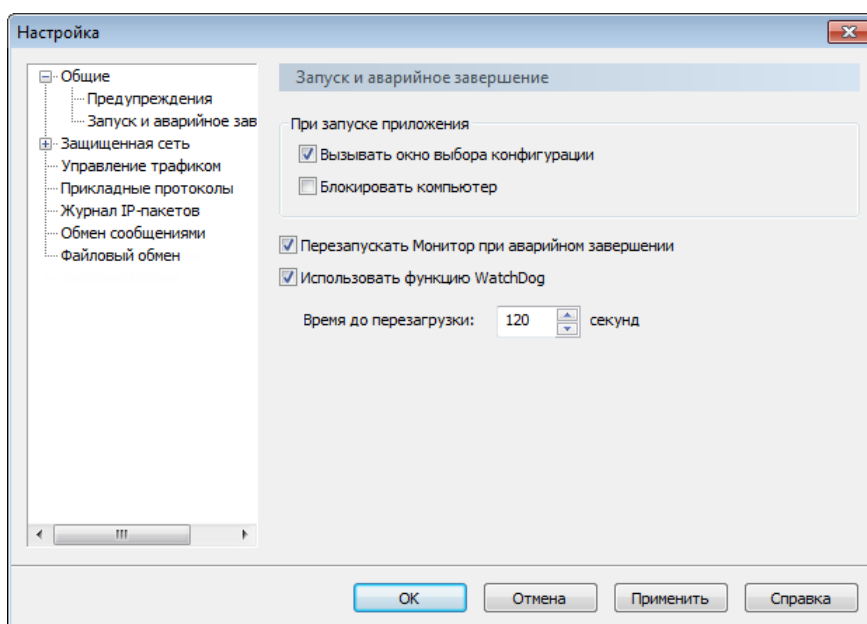 Настройка
Общие
Предупреждения
Запуск и аварийное зав
Защищенная сеть
Управление трафиком
Прикладные протоколы
Журнал IP-пакетов
Обмен сообщениями
Файловый обмен
Запуск и аварийное завершение
При запуске приложения
Вызывать окно выбора конфигурации
Блокировать компьютер
Перезапускать Монитор при аварийном завершении
Использовать функцию WatchDog
Время до перезагрузки: 120 секунд
OK Отмена Применить Справка